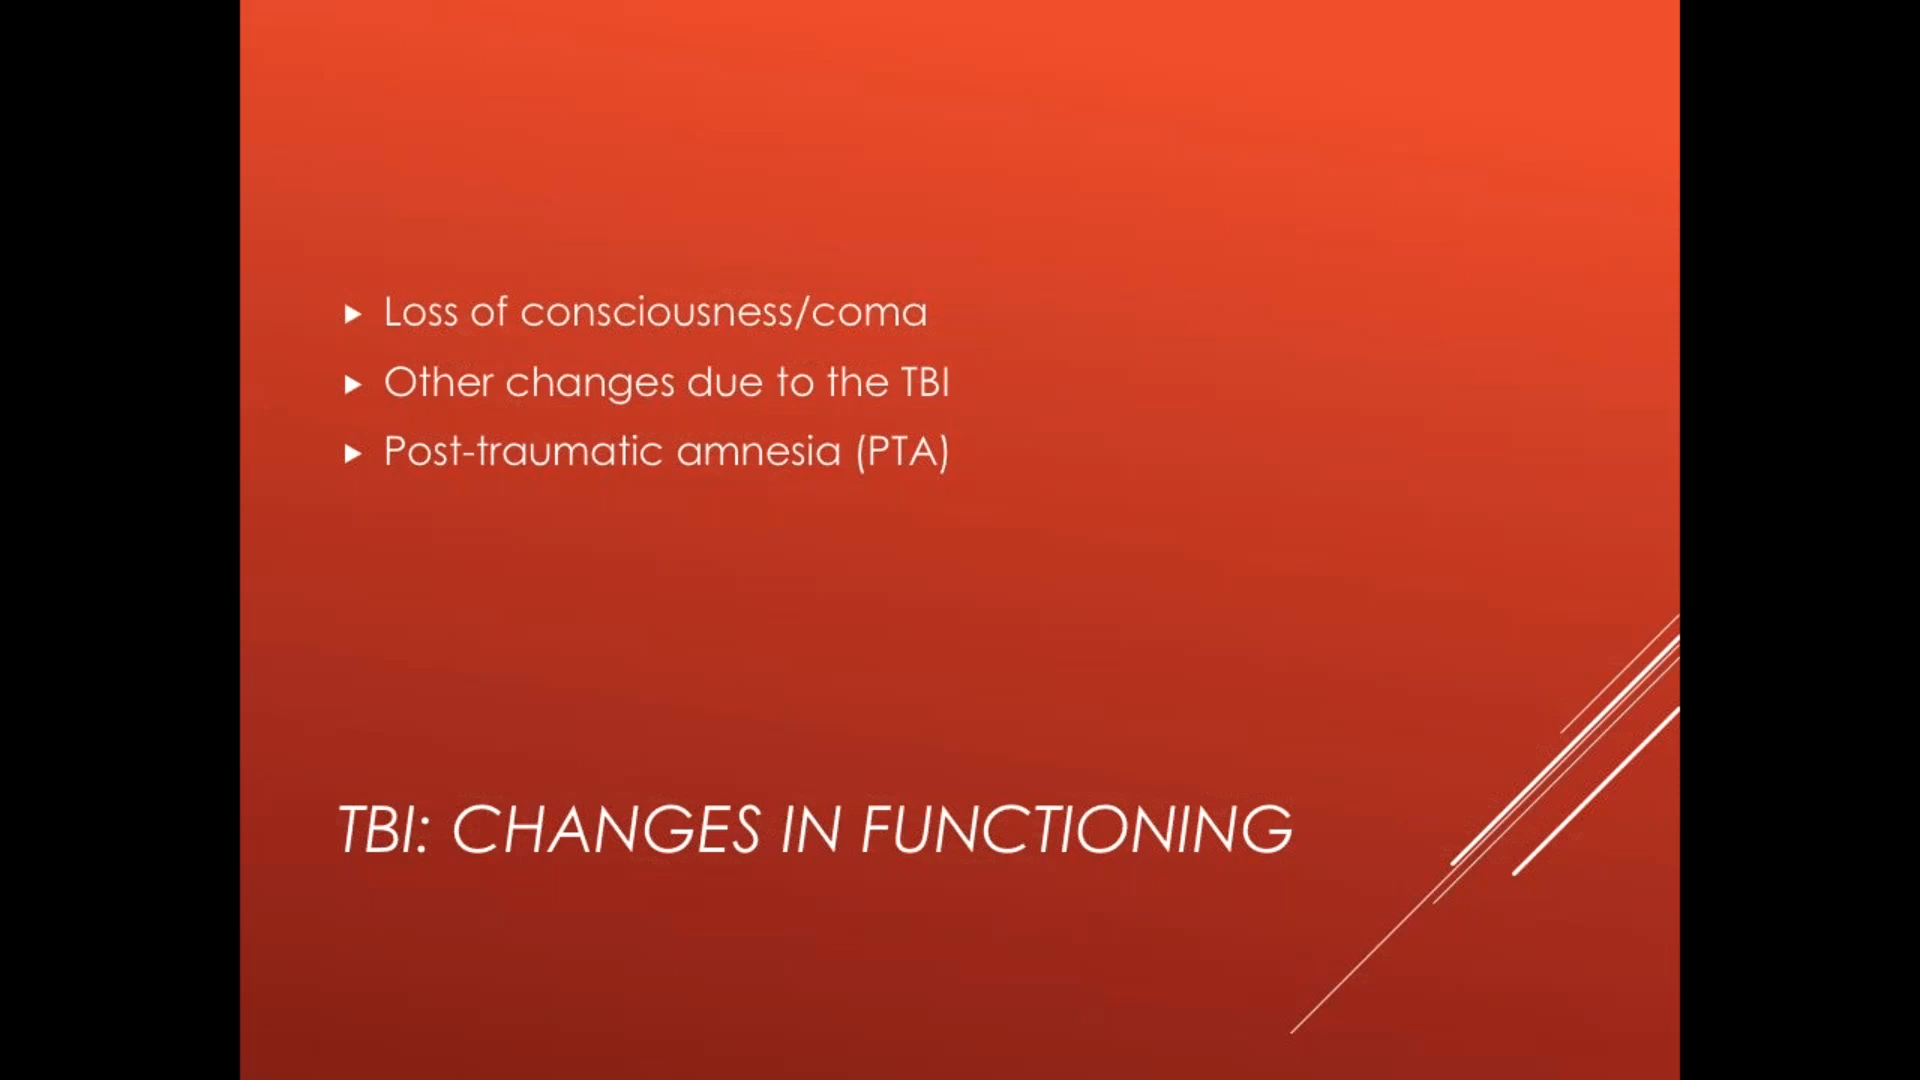 Loss of consciousness/coma
Other changes due to the TBI
Post-traumatic amnesia (PTA)
TBI: CHANGES IN FUNCTIONING